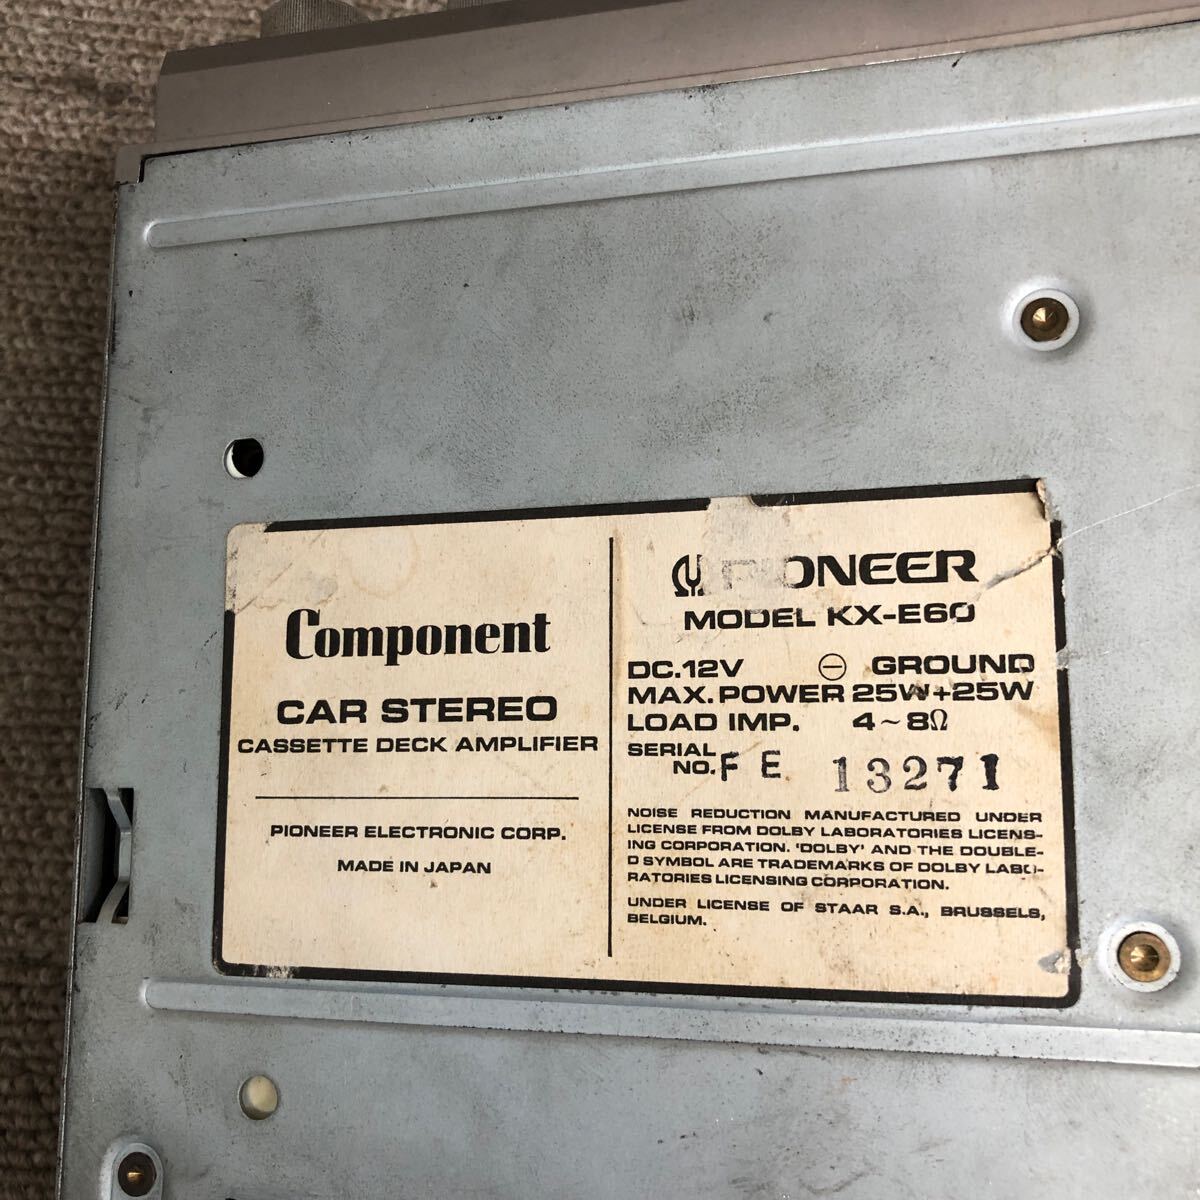 Component
CAR STEREO
CASSETTE DECK AMPLIFIER
PIONEER ELECTRONIC CORP.
MADE IN JAPAN
PIONEER
MODEL KX-E60
DC.12V ⊖ GROUND
MAX. POWER 25W+25W
LOAD IMP. 4~8Ω
SERIAL
NO. FE 13271
NOISE REDUCTION MANUFACTURED UNDER
LICENSE FROM DOLBY LABORATORIES LICENS-
ING CORPORATION. 'DOLBY' AND THE DOUBLE-
D SYMBOL ARE TRADEMARKS OF DOLBY LABO-
RATORIES LICENSING CORPORATION.
UNDER LICENSE OF STAAR S.A., BRUSSELS,
BELGIUM.